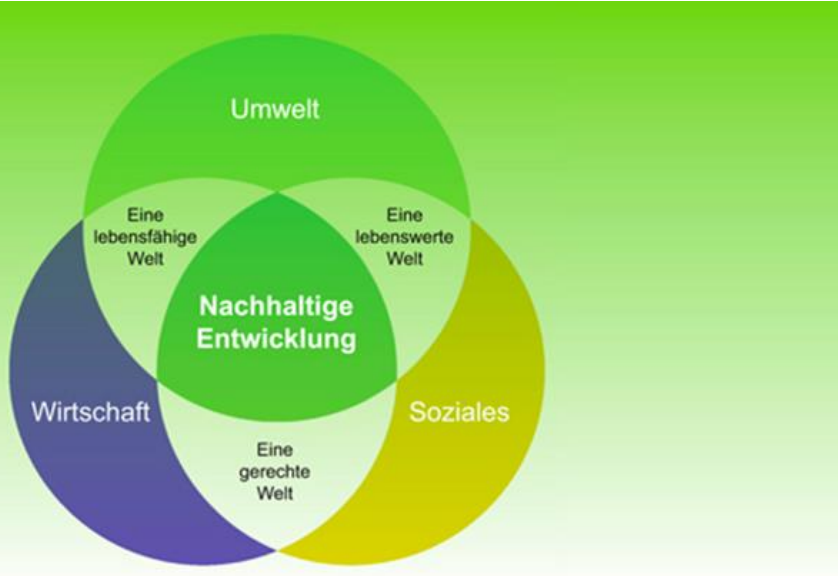 Umwelt
Eine
lebensfähige
Welt
Eine
lebenswerte
Welt
Nachhaltige
Entwicklung
Wirtschaft
Soziales
Eine
gerechte
Welt